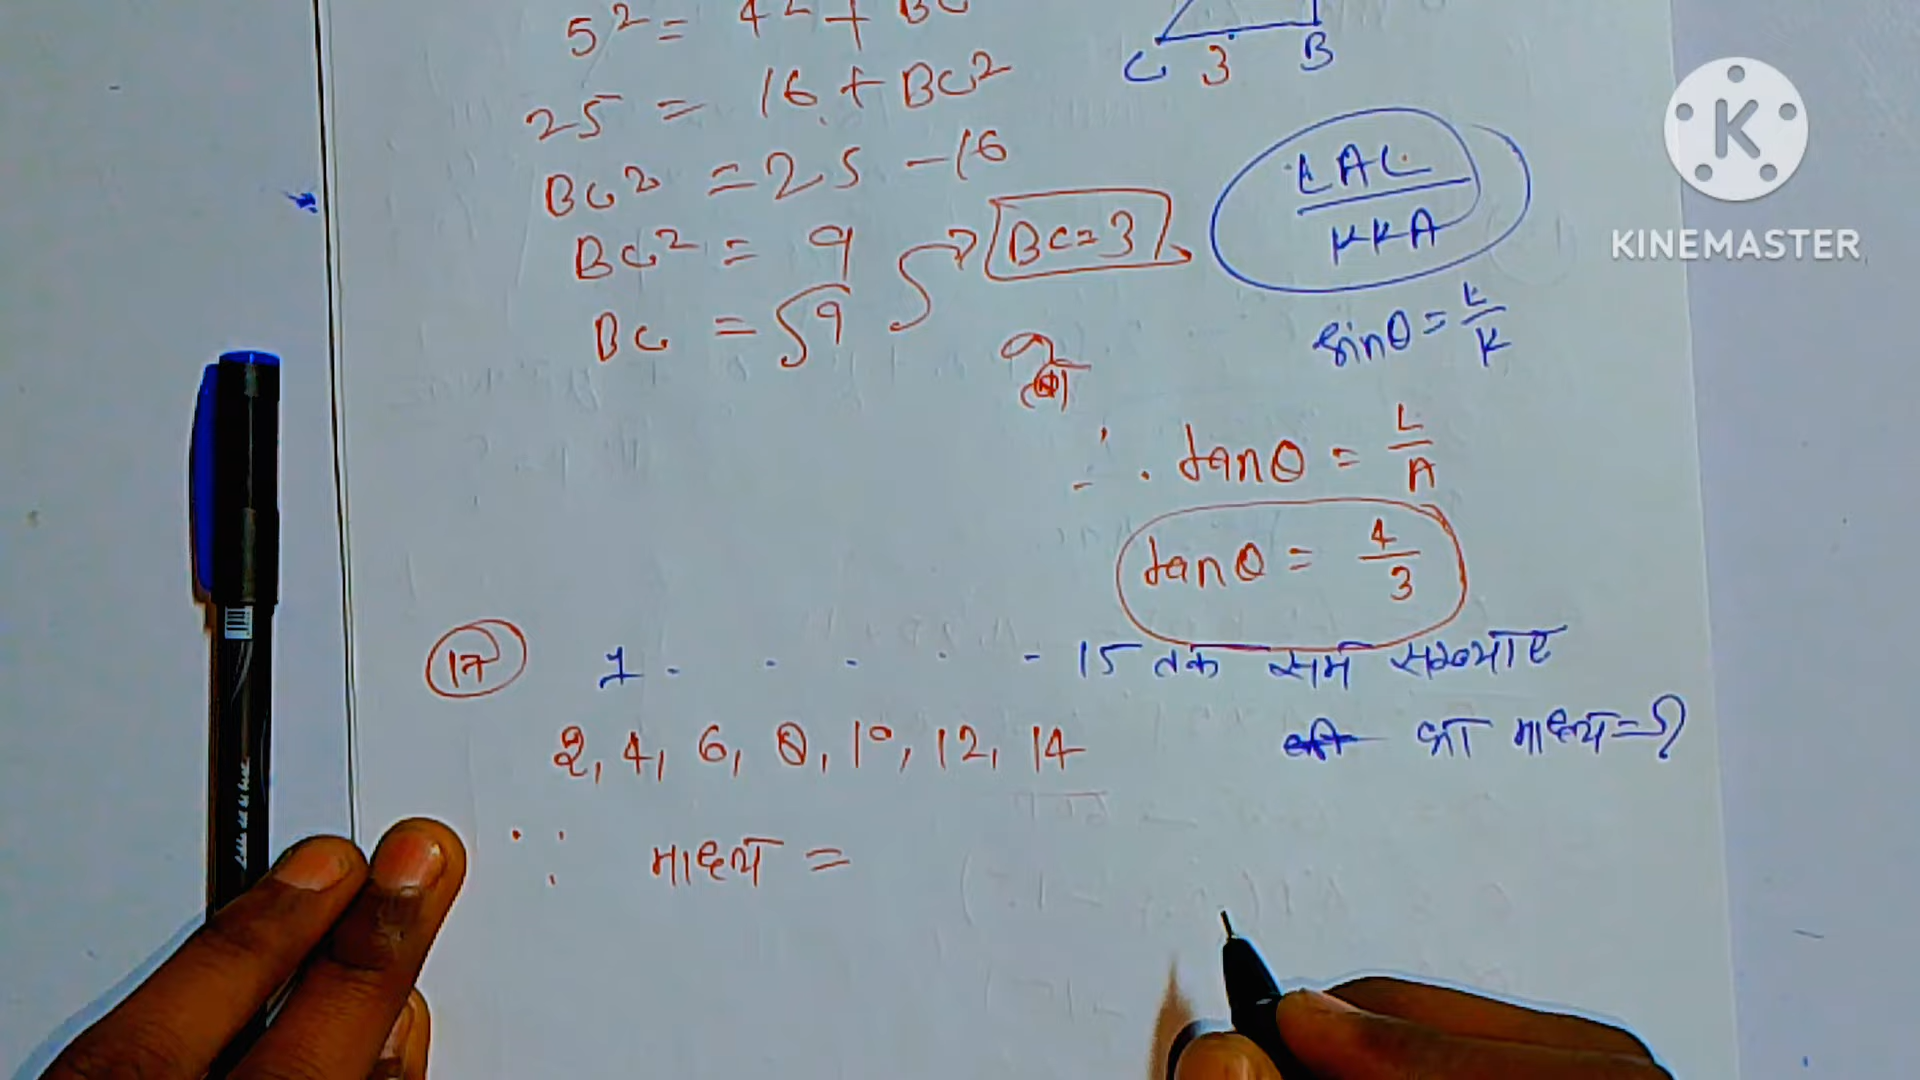 5² = 4² + BC
C 3 B
25 = 16 + BC²
BC² = 25 - 16
BC² = 9
BC = 3
BC = √9
LAL
KKA
KINEMASTER
sinθ = L/K
∴ tanθ = L/A
tanθ = 4/3
17 1 . . . . - 15 तक सम संख्याए
2, 4, 6, 8, 10, 12, 14 का माध्य = ?
∵ माध्य =